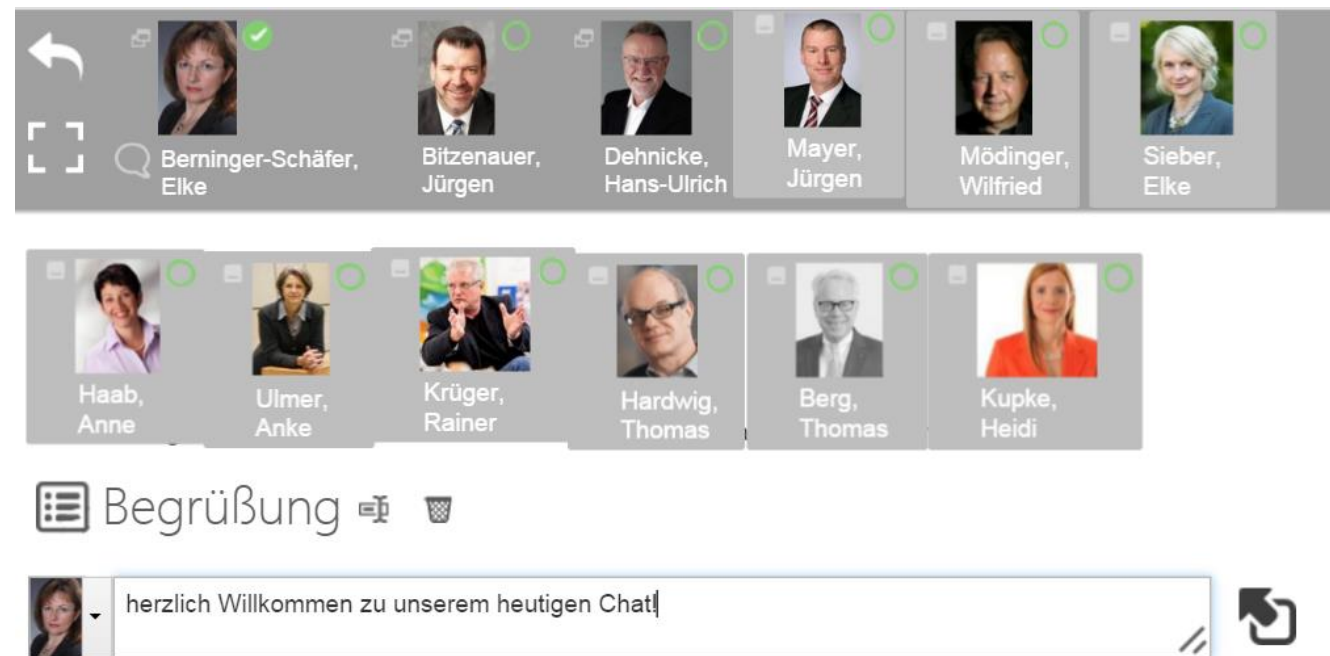 Berninger-Schäfer,
Elke
Bitzenauer,
Jürgen
Dehnicke,
Hans-Ulrich
Mayer,
Jürgen
Mödinger,
Wilfried
Sieber,
Elke
Haab,
Anne
Ulmer,
Anke
Krüger,
Rainer
Hardwig,
Thomas
Berg,
Thomas
Kupke,
Heidi
Begrüßung
herzlich Willkommen zu unserem heutigen Chat!